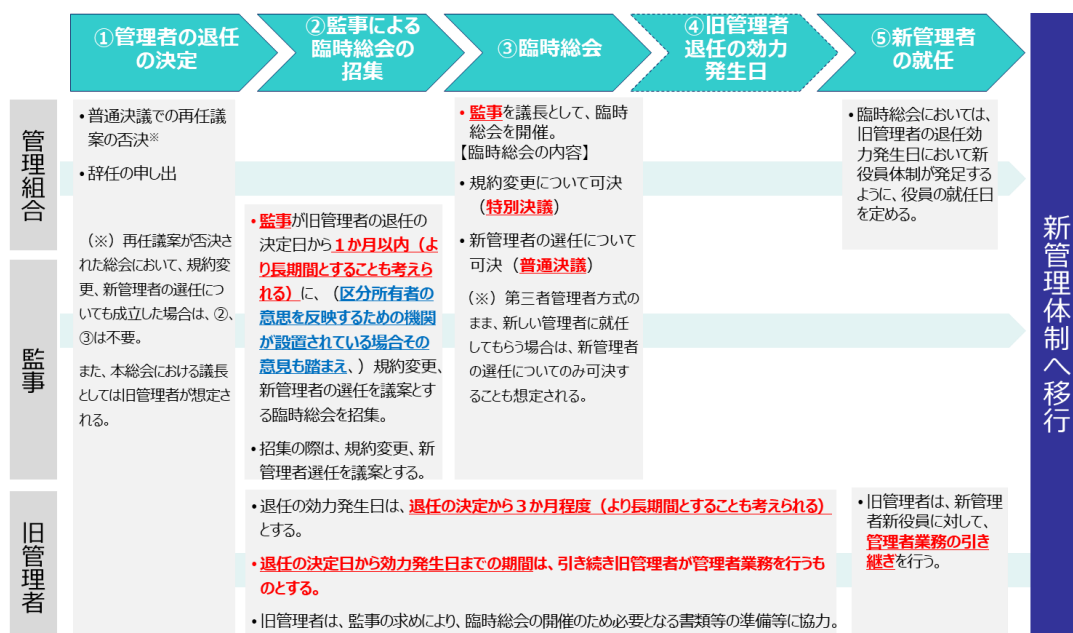 ①管理者の退任
の決定
②監事による
臨時総会の
招集
③臨時総会
④旧管理者
退任の効力
発生日
⑤新管理者
の就任
管理組合
監事
旧管理者
・普通決議での再任議
案の否決※
・辞任の申し出
（※）再任議案が否決さ
れた総会において、規約変
更、新管理者の選任につ
いても成立した場合は、②、
③は不要。
また、本総会における議長
としては旧管理者が想定さ
れる。
・監事が旧管理者の退任の
決定日から１か月以内（よ
り長期間とすることも考えら
れる）に、（区分所有者の
意思を反映するための機関
が設置されている場合その
意見も踏まえ、）規約変更、
新管理者の選任を議案とす
る臨時総会を招集。
・招集の際は、規約変更、新
管理者選任を議案とする。
・監事を議長として、臨時
総会を開催。
【臨時総会の内容】
・規約変更について可決
（特別決議）
・新管理者の選任について
可決（普通決議）
（※）第三者管理者方式の
まま、新しい管理者に就任
してもらう場合は、新管理者
の選任についてのみ可決す
ることも想定される。
・臨時総会においては、
旧管理者の退任効
力発生日において新
役員体制が発足する
ように、役員の就任日
を定める。
・退任の効力発生日は、退任の決定から３か月程度（より長期間とすることも考えられる）
とする。
・退任の決定日から効力発生日までの期間は、引き続き旧管理者が管理者業務を行うも
のとする。
・旧管理者は、監事の求めにより、臨時総会の開催のため必要となる書類等の準備等に協力。
・旧管理者は、新管理
者新役員に対して、
管理者業務の引き
継ぎを行う。
新管理体制へ移行